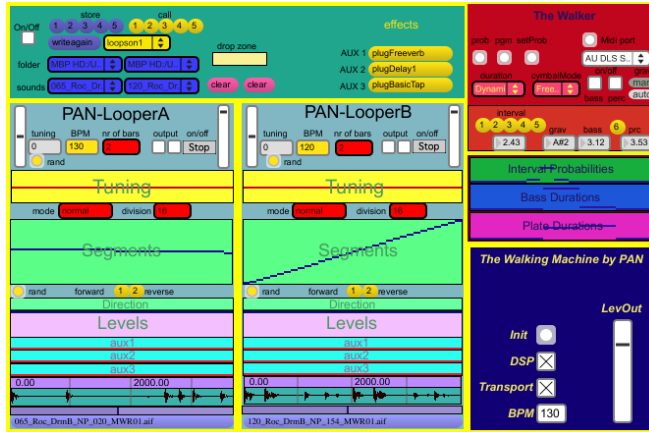 store call
On/Off 1 2 3 4 5 1 2 3 4 5
writeagain loopson1
drop zone
folder MBP HD:/U.. MBP HD:/U..
sounds 065_Roc_Dr. 120_Roc_Dr. clear clear
effects
AUX 1 plugFreeverb
AUX 2 plugDelay1
AUX 3 plugBasicTap
The Walker
prob pgm setProb Midi port
AU DLS S..
duration cymbalMode on/off grav
Dynami Free.. man
bass perc auto
interval
1 2 3 4 5 grav bass 6 prc
2.43 A#2 3.12 3.53
PAN-LooperA
tuning BPM nr of bars output on/off
0 130 2 Stop
rand
Tuning
mode normal division 16
Segments
rand forward 1 2 reverse
Direction
Levels
aux1
aux2
aux3
0.00 2000.00
065_Roc_DrmB_NP_020_MWR01.aif
PAN-LooperB
tuning BPM nr of bars output on/off
0 120 2 Stop
rand
Tuning
mode normal division 16
Segments
rand forward 1 2 reverse
Direction
Levels
aux1
aux2
aux3
0.00 2000.00
120_Roc_DrmB_NP_154_MWR01.aif
Interval Probabilities
Bass Durations
Plate Durations
The Walking Machine by PAN
LevOut
Init
DSP
Transport
BPM 130